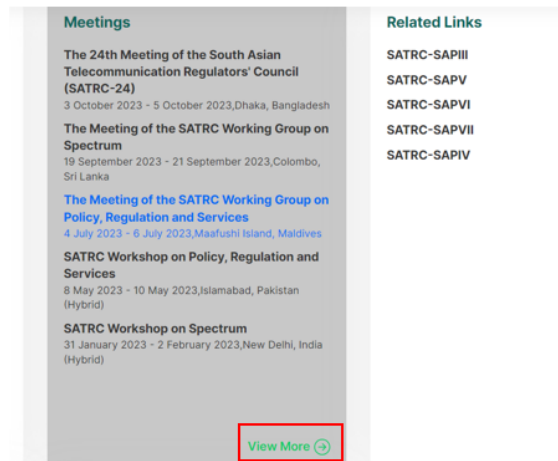 Meetings
The 24th Meeting of the South Asian
Telecommunication Regulators' Council
(SATRC-24)
3 October 2023 - 5 October 2023,Dhaka, Bangladesh
The Meeting of the SATRC Working Group on
Spectrum
19 September 2023 - 21 September 2023,Colombo,
Sri Lanka
The Meeting of the SATRC Working Group on
Policy, Regulation and Services
4 July 2023 - 6 July 2023,Maafushi Island, Maldives
SATRC Workshop on Policy, Regulation and
Services
8 May 2023 - 10 May 2023,Islamabad, Pakistan
(Hybrid)
SATRC Workshop on Spectrum
31 January 2023 - 2 February 2023,New Delhi, India
(Hybrid)
View More
Related Links
SATRC-SAPIII
SATRC-SAPV
SATRC-SAPVI
SATRC-SAPVII
SATRC-SAPIV